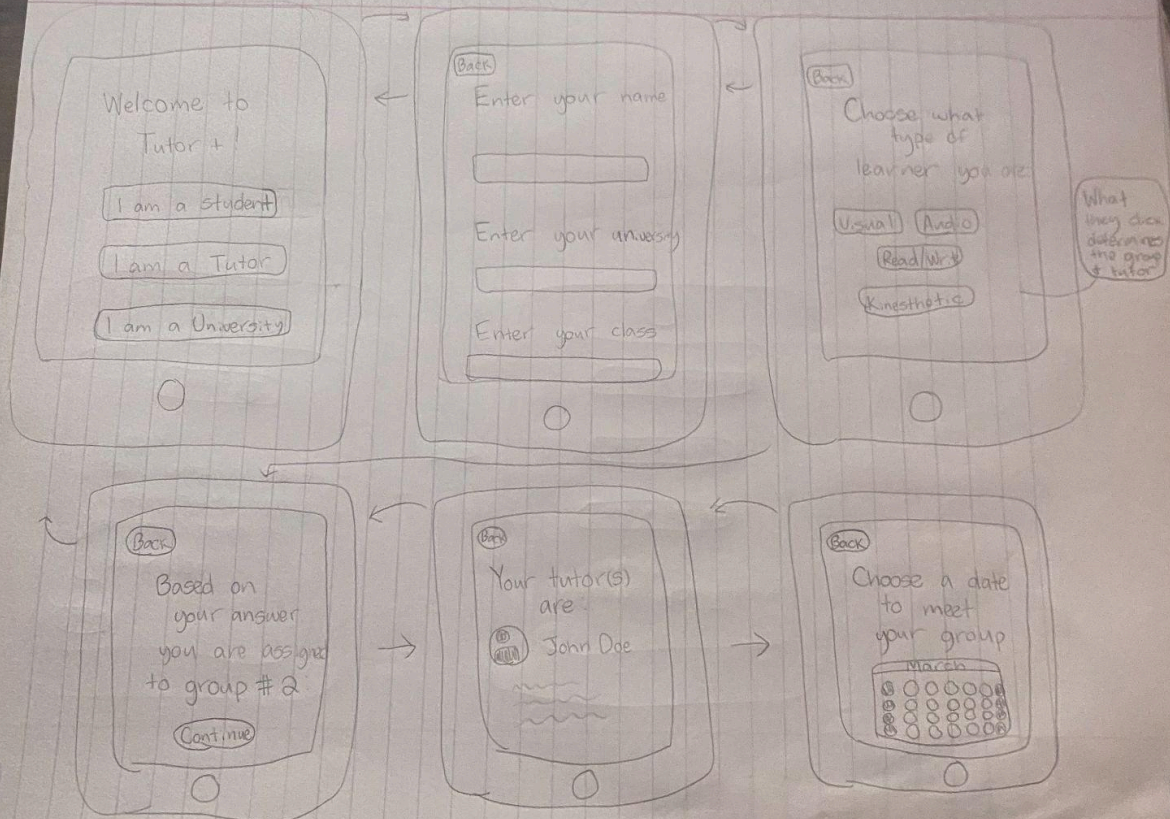 Welcome to
Tutor+!
I am a student
I am a Tutor
I am a University
Back
Enter your name
Enter your university
Enter your class
Back
Choose what
type of
learner you are
Visual
Audio
Read/Write
Kinesthetic
What
they click
determines
the group
+ tutor
Back
Based on
your answer
you are assigned
to group #2
Continue
Back
Your tutor(s)
are:
John Doe
Back
Choose a date
to meet
your group
March